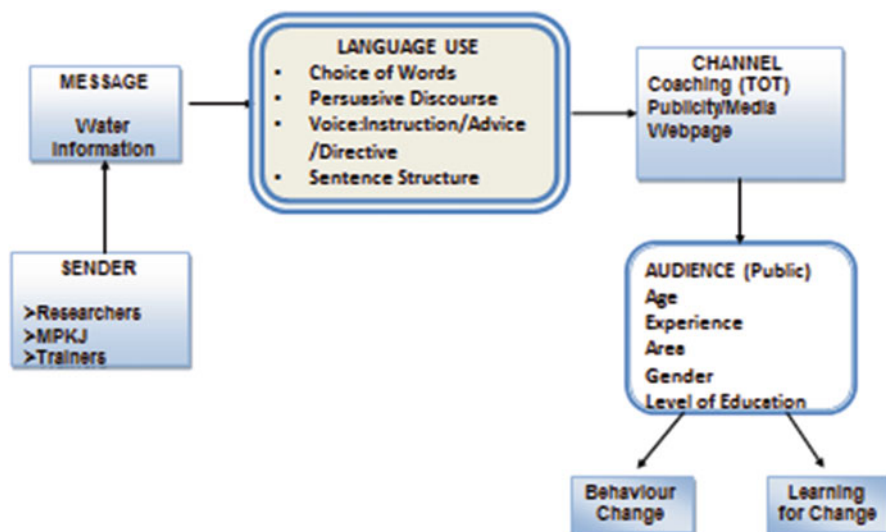 SENDER
➢Researchers
➢MPKJ
➢Trainers
MESSAGE
Water
Information
LANGUAGE USE
• Choice of Words
• Persuasive Discourse
• Voice:Instruction/Advice
/Directive
• Sentence Structure
CHANNEL
Coaching (TOT)
Publicity/Media
Webpage
AUDIENCE (Public)
Age
Experience
Area
Gender
Level of Education
Behaviour
Change
Learning
for Change